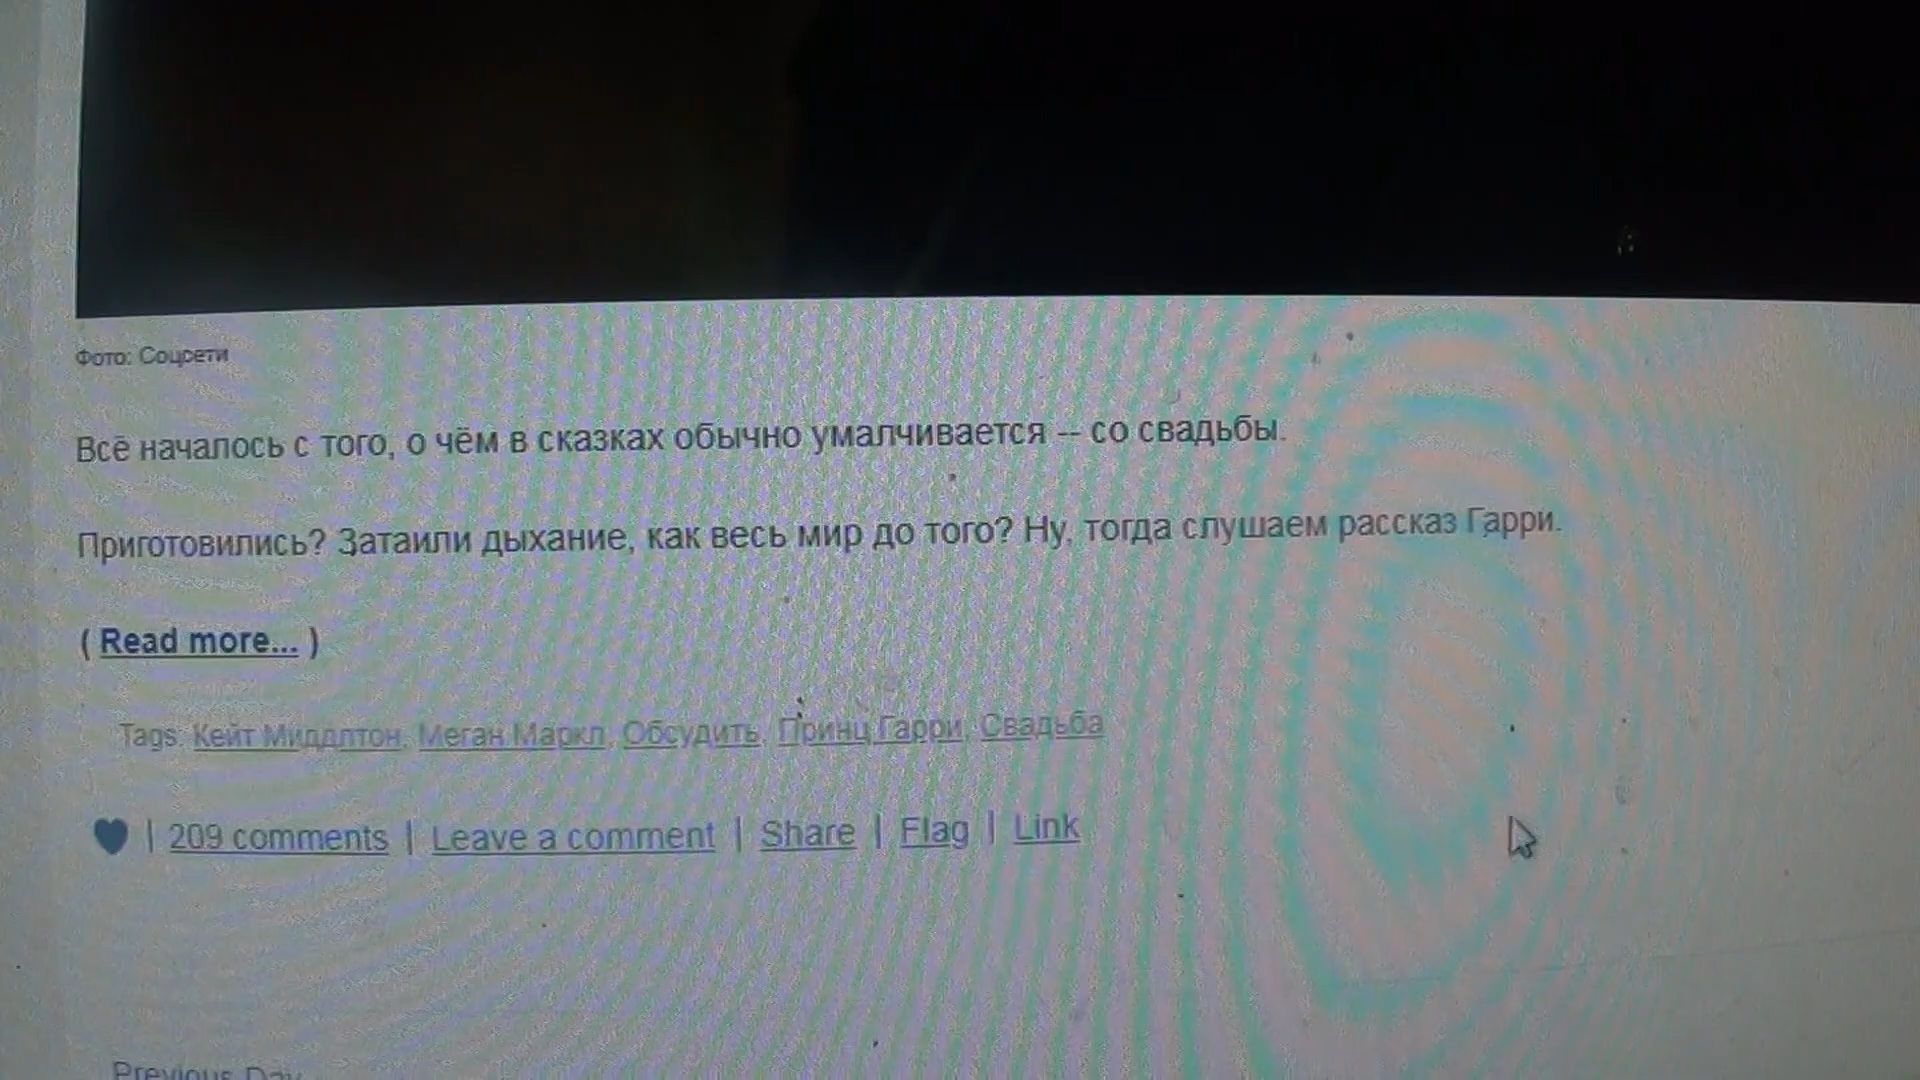 Фото: Соцсети
Всё началось с того, о чём в сказках обычно умалчивается -- со свадьбы.
Приготовились? Затаили дыхание, как весь мир до того? Ну, тогда слушаем рассказ Гарри.
( Read more... )
Tags: Кейт Миддлтон, Меган Маркл, Обсудить, Принц Гарри, Свадьба
| 209 comments | Leave a comment | Share | Flag | Link
Previous Day